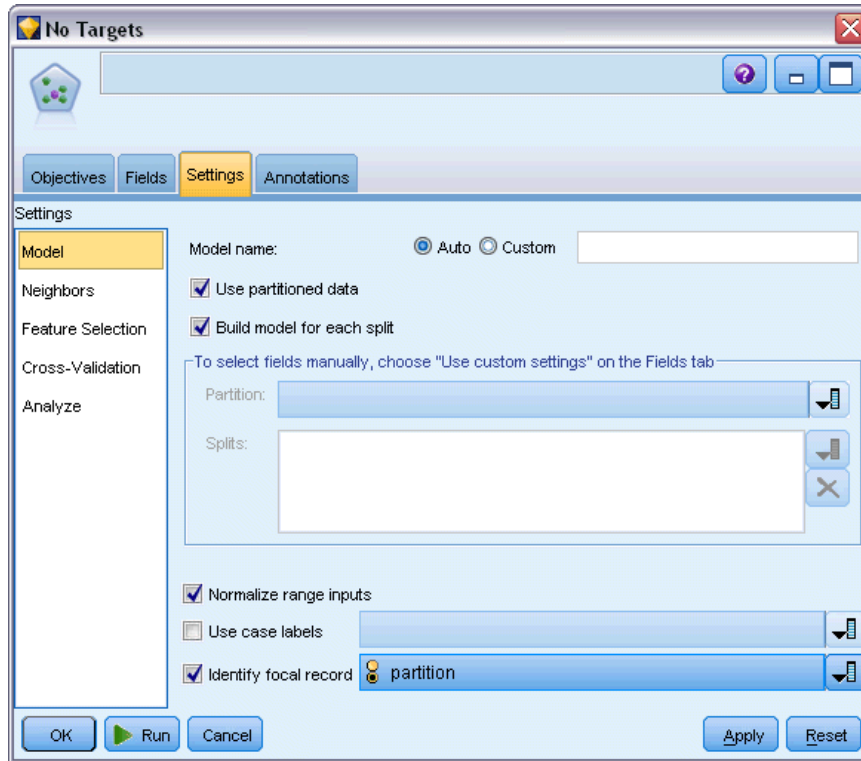 No Targets
Objectives Fields Settings Annotations
Settings
Model
Neighbors
Feature Selection
Cross-Validation
Analyze
Model name: Auto Custom
Use partitioned data
Build model for each split
To select fields manually, choose "Use custom settings" on the Fields tab
Partition:
Splits:
Normalize range inputs
Use case labels
Identify focal record partition
OK Run Cancel Apply Reset